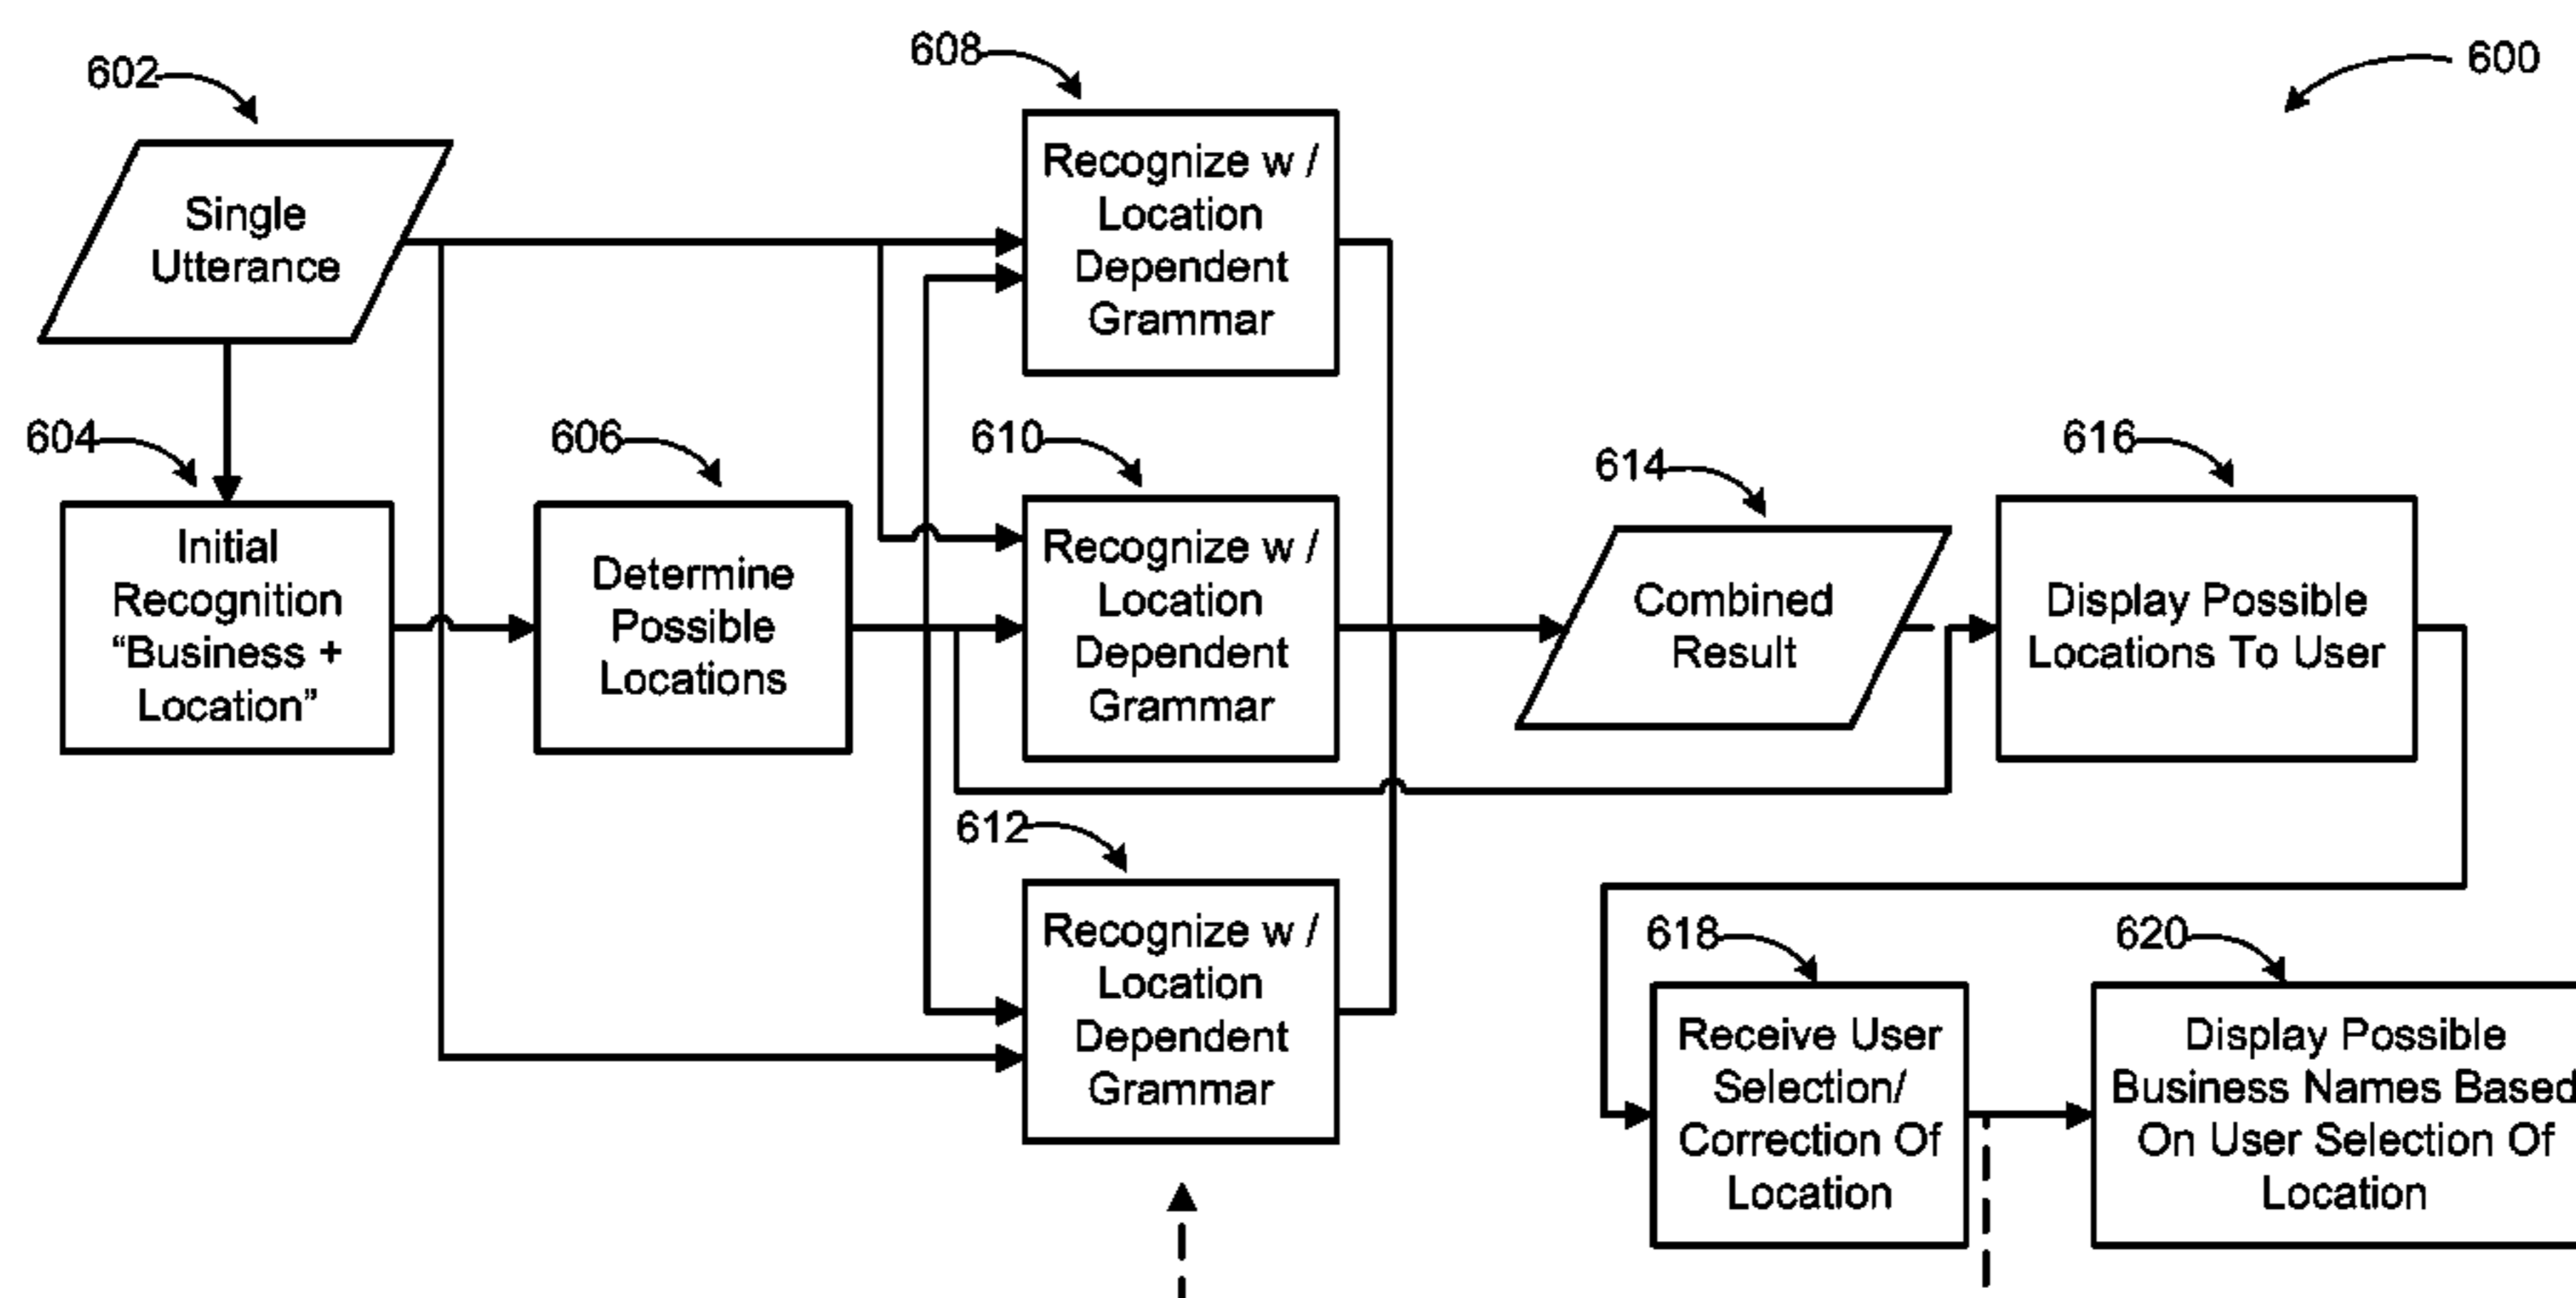 602
608
600
Single
Utterance
Recognize w /
Location
Dependent
Grammar
604
606
610
614
616
Initial
Recognition
“Business +
Location”
Determine
Possible
Locations
Recognize w /
Location
Dependent
Grammar
Combined
Result
Display Possible
Locations To User
612
Recognize w /
Location
Dependent
Grammar
618
620
Receive User
Selection/
Correction Of
Location
Display Possible
Business Names Based
On User Selection Of
Location